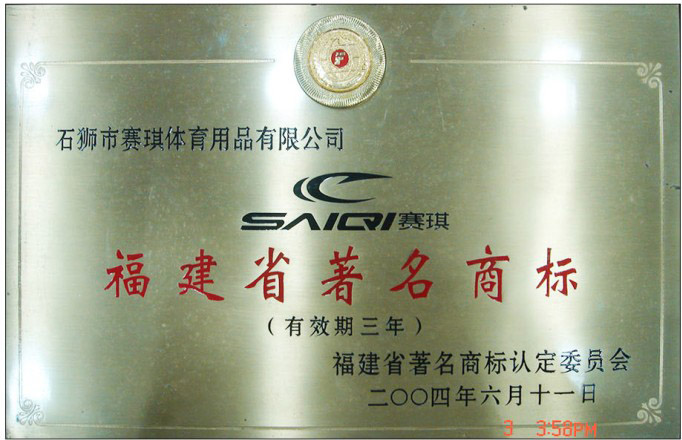 石狮市赛琪体育用品有限公司
SAIQI赛琪
福建省著名商标
（有效期三年）
福建省著名商标认定委员会
二〇〇四年六月十一日
3 3:58PM